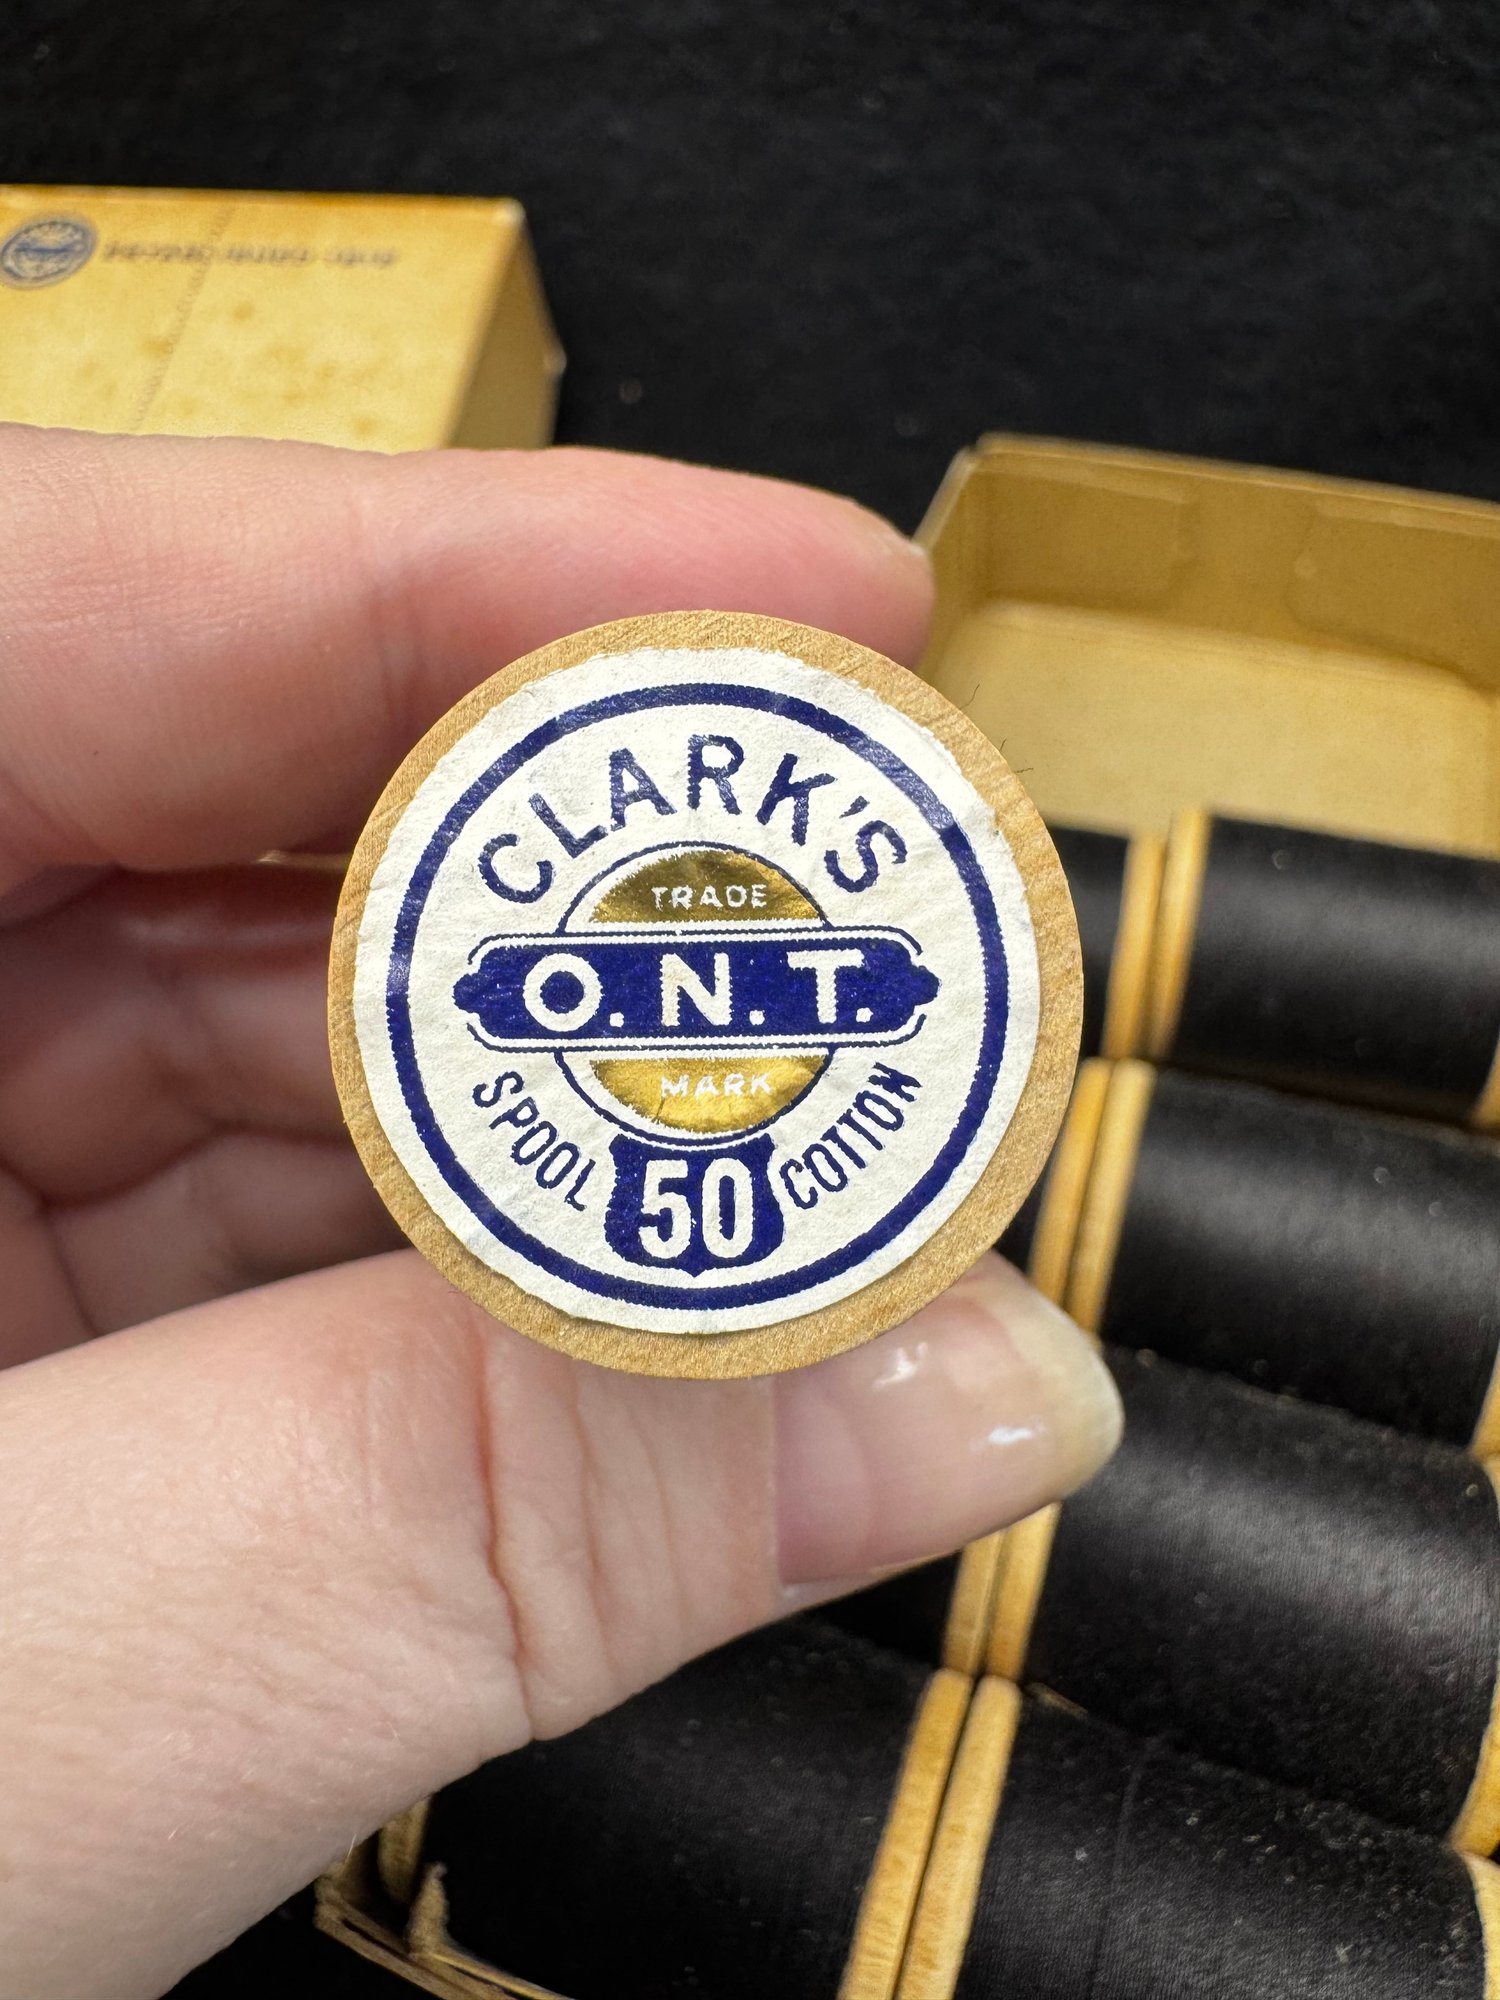 CLARK'S
TRADE
O.N.T.
MARK
SPOOL 50 COTTON